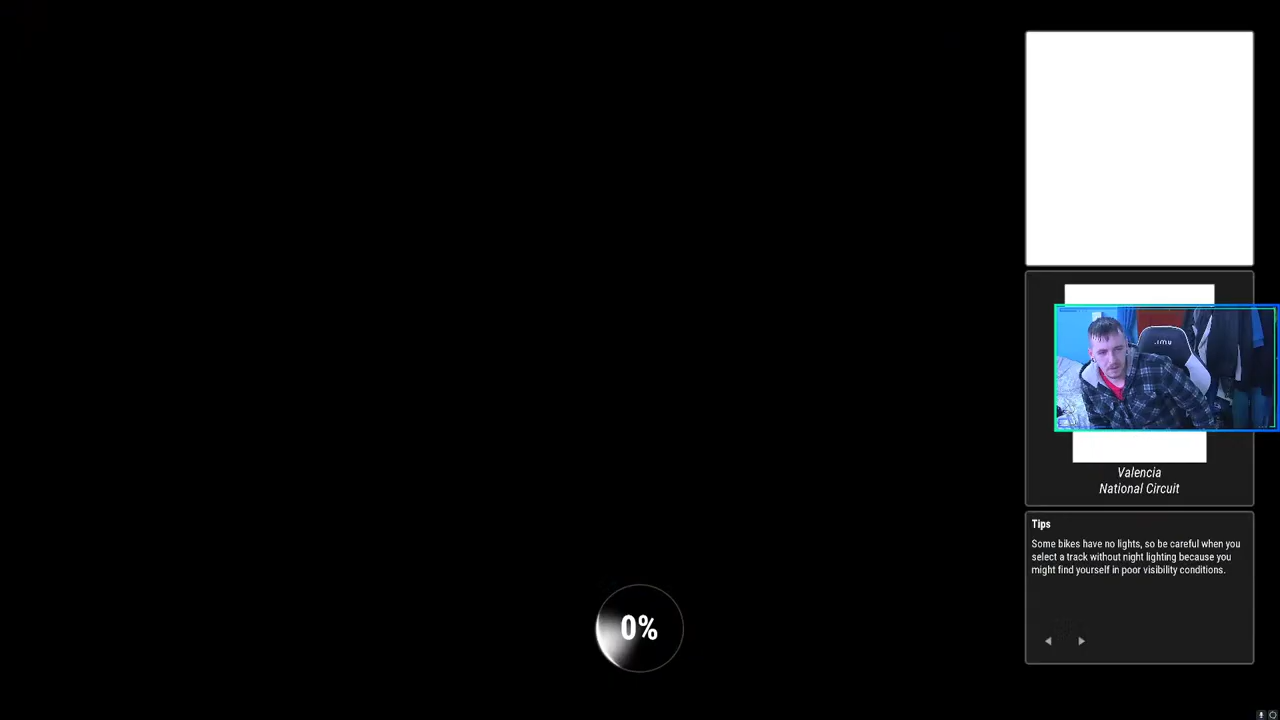 Valencia
National Circuit
Tips
Some bikes have no lights, so be careful when you
select a track without night lighting because you
might find yourself in poor visibility conditions.
0%